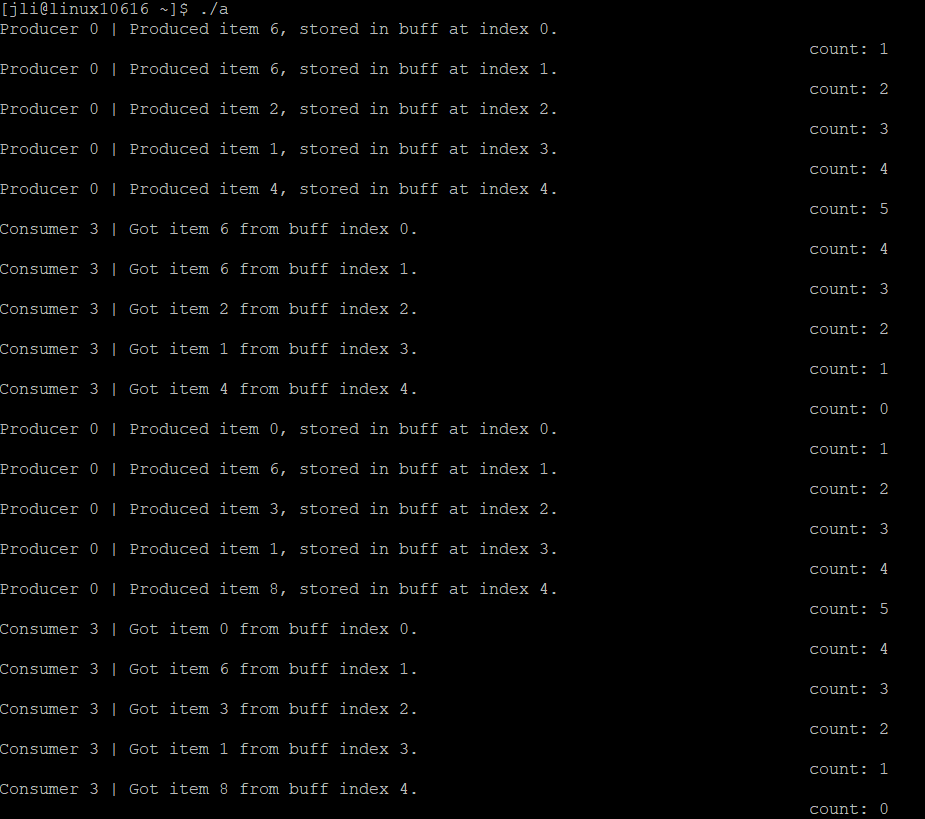 [jli@linux10616 ~]$ ./a
Producer 0 | Produced item 6, stored in buff at index 0.
count: 1
Producer 0 | Produced item 6, stored in buff at index 1.
count: 2
Producer 0 | Produced item 2, stored in buff at index 2.
count: 3
Producer 0 | Produced item 1, stored in buff at index 3.
count: 4
Producer 0 | Produced item 4, stored in buff at index 4.
count: 5
Consumer 3 | Got item 6 from buff index 0.
count: 4
Consumer 3 | Got item 6 from buff index 1.
count: 3
Consumer 3 | Got item 2 from buff index 2.
count: 2
Consumer 3 | Got item 1 from buff index 3.
count: 1
Consumer 3 | Got item 4 from buff index 4.
count: 0
Producer 0 | Produced item 0, stored in buff at index 0.
count: 1
Producer 0 | Produced item 6, stored in buff at index 1.
count: 2
Producer 0 | Produced item 3, stored in buff at index 2.
count: 3
Producer 0 | Produced item 1, stored in buff at index 3.
count: 4
Producer 0 | Produced item 8, stored in buff at index 4.
count: 5
Consumer 3 | Got item 0 from buff index 0.
count: 4
Consumer 3 | Got item 6 from buff index 1.
count: 3
Consumer 3 | Got item 3 from buff index 2.
count: 2
Consumer 3 | Got item 1 from buff index 3.
count: 1
Consumer 3 | Got item 8 from buff index 4.
count: 0